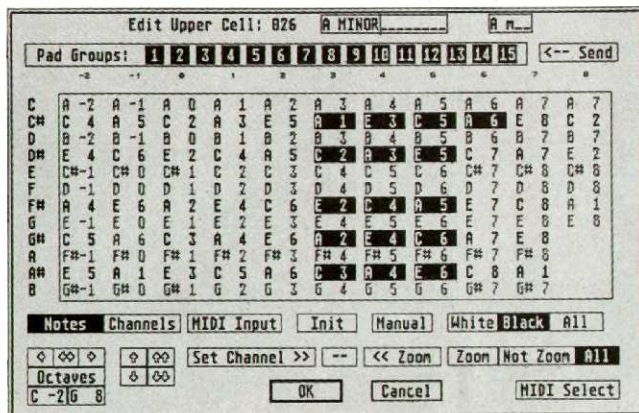 Edit Upper Cell: 026 A MINOR________ A m__
Pad Groups: 1 2 3 4 5 6 7 8 9 10 11 12 13 14 15 <-- Send
-2 -1 0 1 2 3 4 5 6 7 8
C A -2 A -1 A 0 A 1 A 2 A 3 A 4 A 5 A 6 A 7 A 7
C# C 4 A 5 C 2 A 3 E 5 A 1 E 3 C 5 A 6 E 8 C 2
D B -2 B -1 B 0 B 1 B 2 B 3 B 4 B 5 B 6 B 7 B 7
D# E 4 C 6 E 2 C 4 A 5 C 2 A 3 E 5 C 7 A 7 E 2
E C#-1 C# 0 C# 1 C 2 C 3 C 4 C 5 C 6 C# 7 C# 8 C# 8
F D -1 D 0 D 1 D 2 D 3 D 4 D 5 D 6 D 7 D 8 D 8
F# A 4 E 6 A 2 E 4 C 6 E 2 C 4 A 5 E 7 C 8 A 1
G E -1 E 0 E 1 E 2 E 3 E 4 E 5 E 6 E 7 E 8 E 8
G# C 5 A 6 C 3 A 4 E 6 A 2 E 4 C 6 A 7 E 8
A F#-1 F# 0 F# 1 F# 2 F# 3 F# 4 F# 5 F# 6 F# 7
A# E 5 A 1 E 3 C 5 A 6 C 3 A 4 E 6 C 8 A 1
B G#-1 G# 0 G# 1 G 2 G 3 G 4 G 5 G 6 G# 7
Notes Channels MIDI Input Init Manual White Black All
Set Channel >> -- << Zoom Zoom Not Zoom All
Octaves
C -2 G 8 OK Cancel MIDI Select